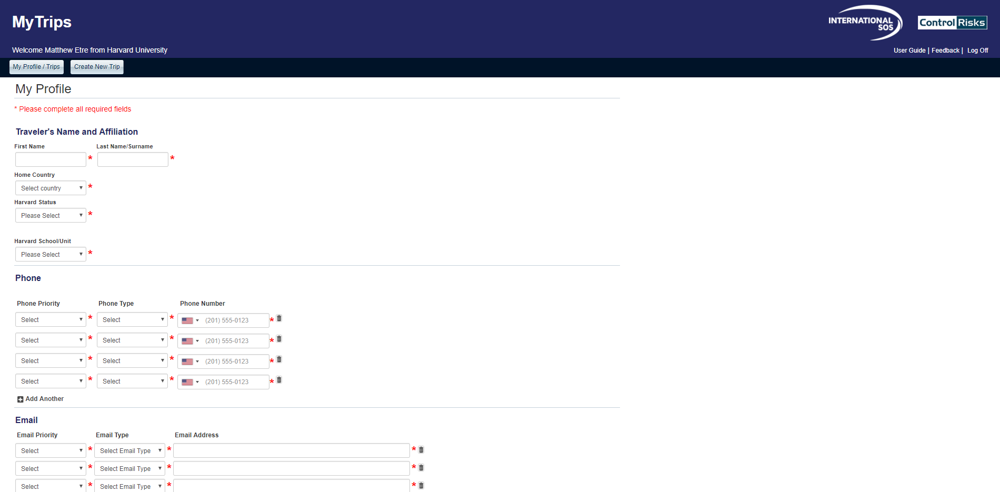 MyTrips
INTERNATIONAL SOS
Control Risks
Welcome Matthew Etre from Harvard University
User Guide | Feedback | Log Off
My Profile / Trips Create New Trip
My Profile
* Please complete all required fields
Traveler's Name and Affiliation
First Name Last Name/Surname
* *
Home Country
Select country *
Harvard Status
Please Select *
Harvard School/Unit
Please Select *
Phone
Phone Priority Phone Type Phone Number
Select * Select * (201) 555-0123 *
Select * Select * (201) 555-0123 *
Select * Select * (201) 555-0123 *
Select * Select * (201) 555-0123 *
Add Another
Email
Email Priority Email Type Email Address
Select * Select Email Type * *
Select * Select Email Type * *
Select * Select Email Type * *